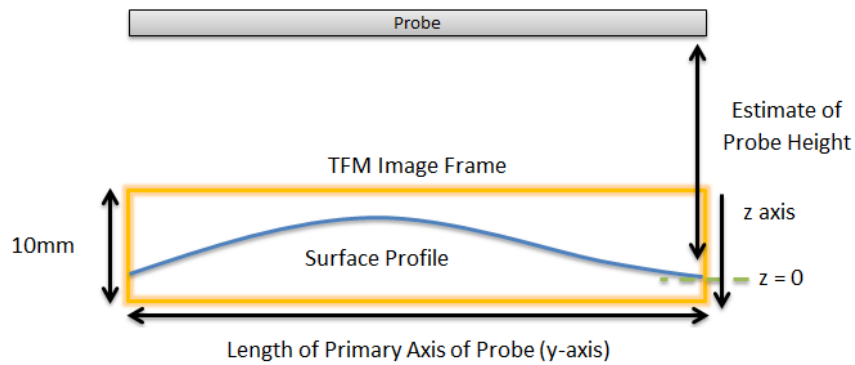 Probe
Estimate of
Probe Height
TFM Image Frame
z axis
10mm
Surface Profile
z = 0
Length of Primary Axis of Probe (y-axis)